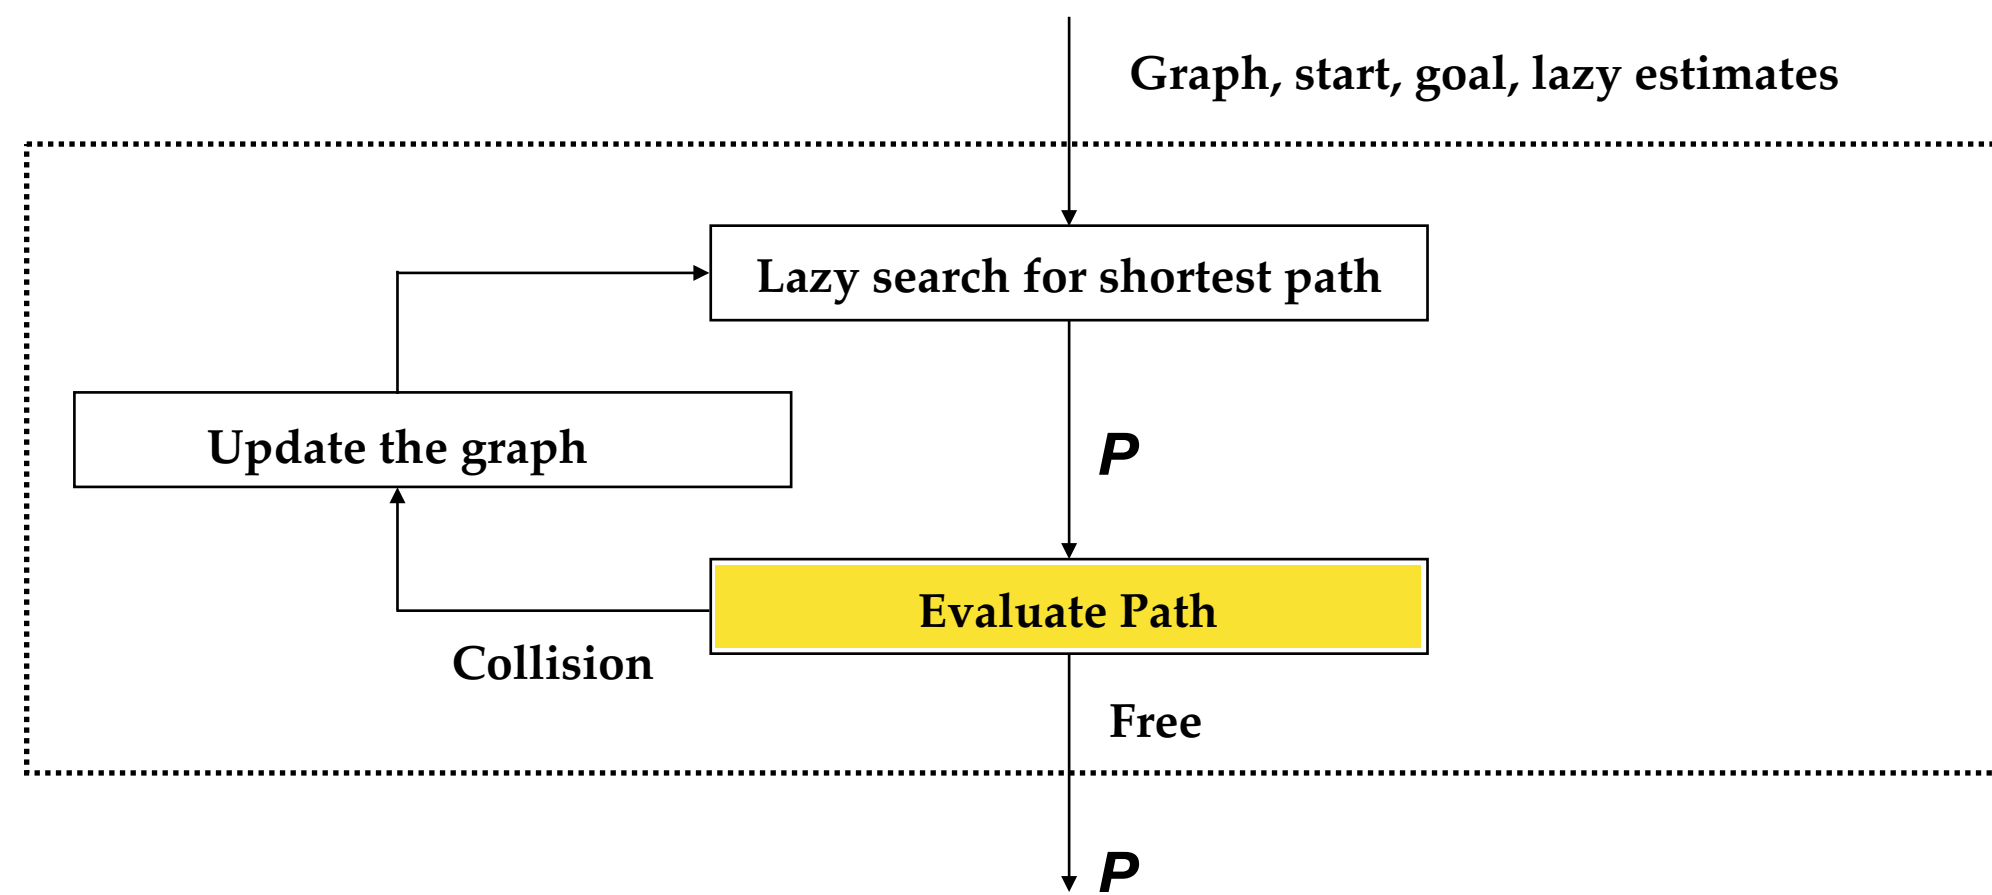 Graph, start, goal, lazy estimates
Lazy search for shortest path
Update the graph
P
Evaluate Path
Collision
Free
P